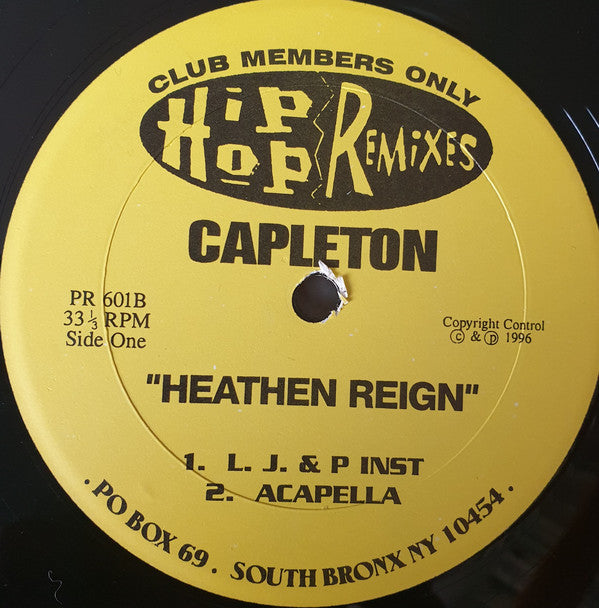 CLUB MEMBERS ONLY
HiP
HoP REMiXES
CAPLETON
PR 601B
33 ⅓ RPM
Side One
Copyright Control
© & ℗ 1996
"HEATHEN REIGN"
1. L. J. & P INST
2. ACAPELLA
. PO BOX 69 . SOUTH BRONX NY 10454 .